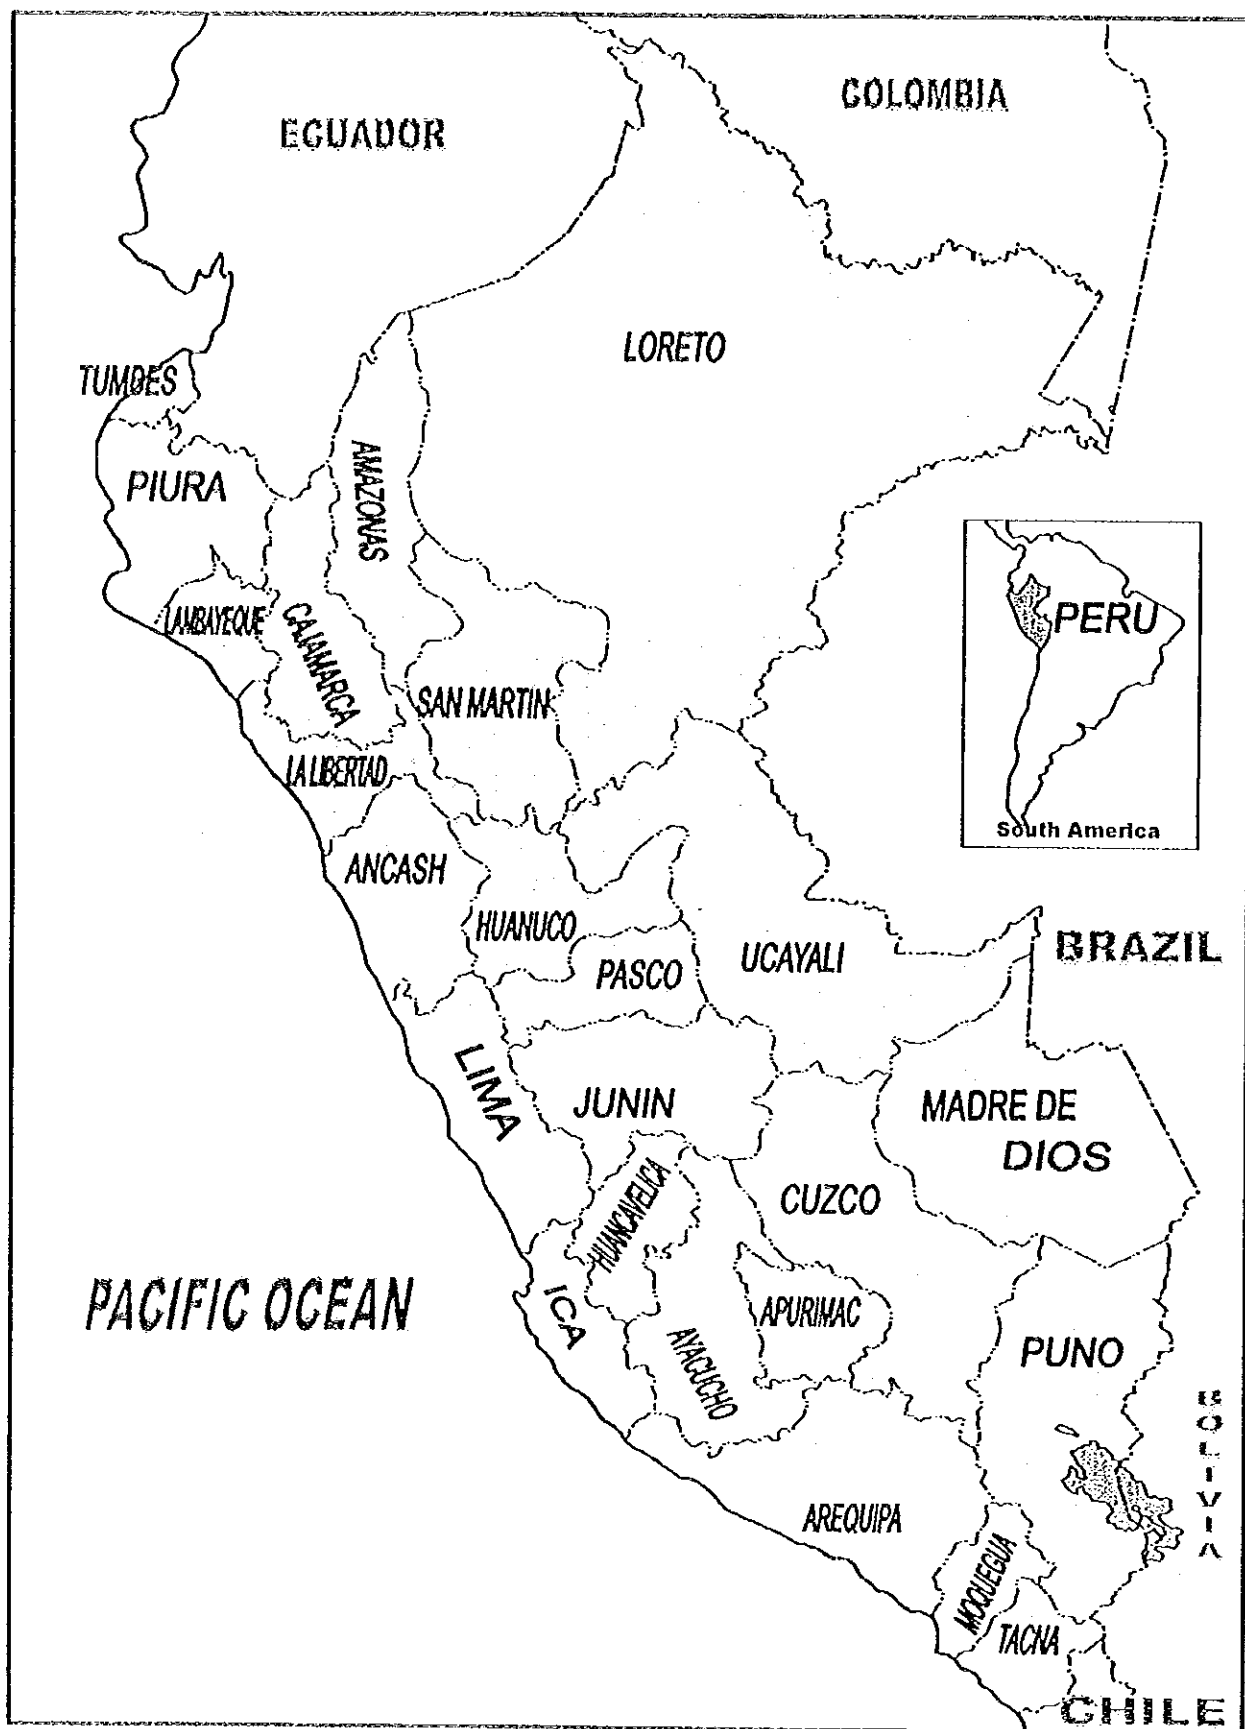 COLOMBIA
ECUADOR
LORETO
TUMDES
PIURA
AMAZONAS
LAMBAYEQUE
CAJAMARCA
SAN MARTIN
LA LIBERTAD
PERU
South America
ANCASH
HUANUCO
PASCO
UCAYALI
BRAZIL
LIMA
JUNIN
MADRE DE
DIOS
CUZCO
HUANCAVELICA
PACIFIC OCEAN
ICA
APURIMAC
AYACUCHO
PUNO
BOLIVIA
AREQUIPA
MOQUEGUA
TACNA
CHILE